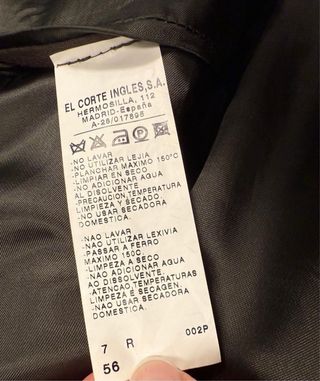 EL CORTE INGLES,S.A.
HERMOSILLA, 112
MADRID-España
A-28/017895
-NO LAVAR
-NO UTILIZAR LEJIA
-PLANCHAR MAXIMO 150ºC
-LIMPIAR EN SECO
-NO ADICIONAR AGUA
AL DISOLVENTE
-PRECAUCION,TEMPERATURA
LIMPIEZA Y SECADO.
-NO USAR SECADORA
DOMESTICA.
-NAO LAVAR
-NAO UTILIZAR LEXIVIA
-PASSAR A FERRO
MAXIMO 150C
-LIMPEZA A SECO
-NAO ADICIONAR AGUA
AO DISSOLVENTE.
-ATENCAO,TEMPERATURAS
LIMPEZA E SECAGEN.
-NAO USAR SECADORA
DOMESTICA.
7 R 002P
56